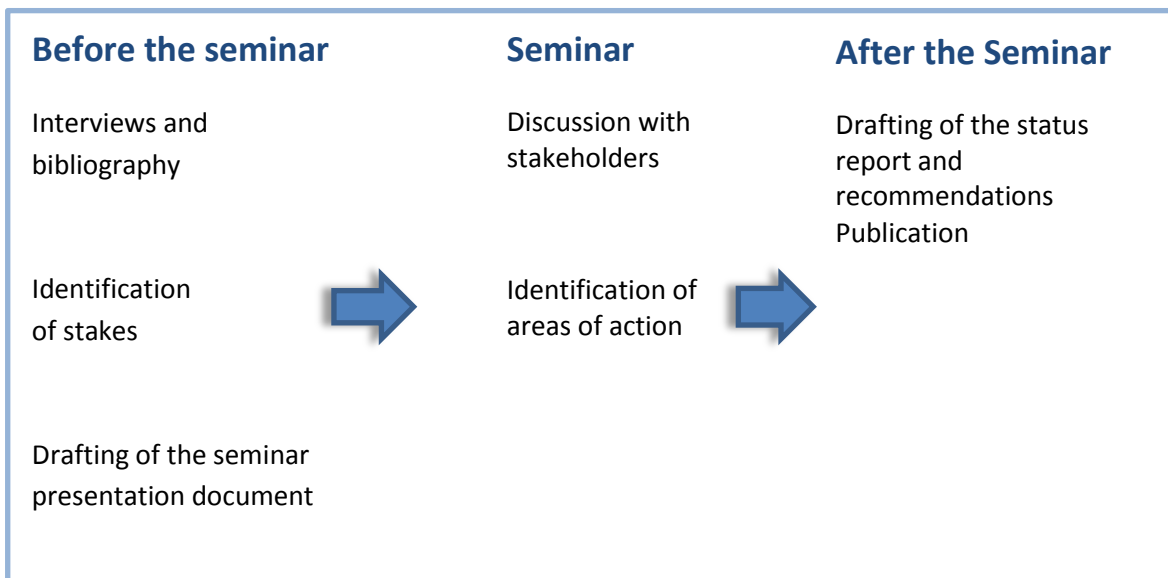 Before the seminar
Interviews and
bibliography
Identification
of stakes
Drafting of the seminar
presentation document
Seminar
Discussion with
stakeholders
Identification of
areas of action
After the Seminar
Drafting of the status
report and
recommendations
Publication